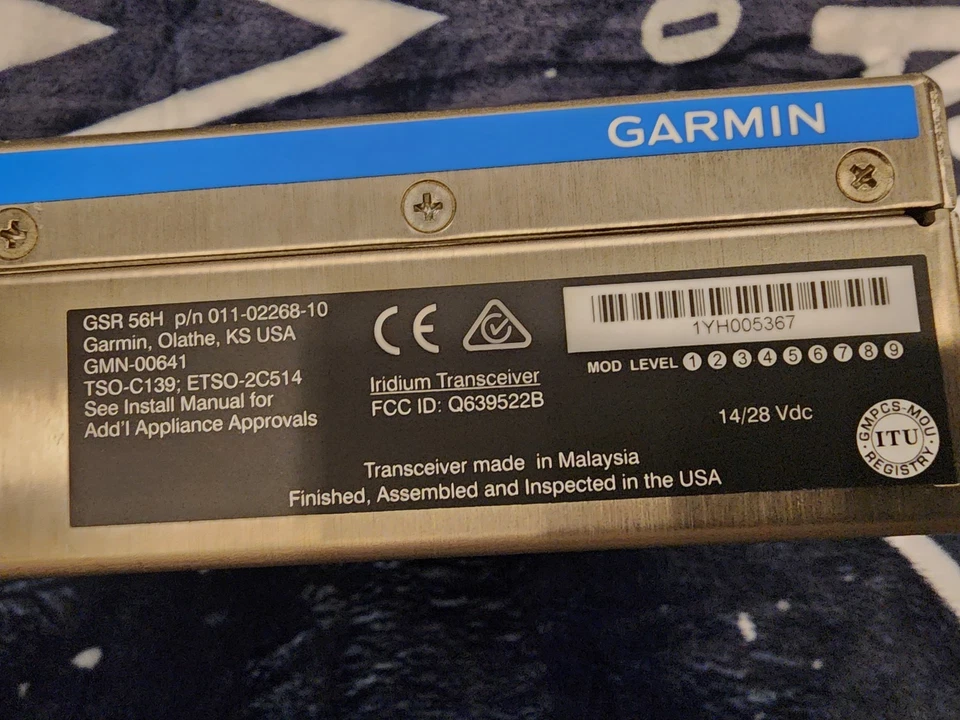 GARMIN
GSR 56H p/n 011-02268-10
Garmin, Olathe, KS USA
GMN-00641
TSO-C139; ETSO-2C514
See Install Manual for
Add'l Appliance Approvals
CE
Iridium Transceiver
FCC ID: Q639522B
1YH005367
MOD LEVEL 1 2 3 4 5 6 7 8 9
14/28 Vdc
GMPCS-MOU
ITU
REGISTRY
Transceiver made in Malaysia
Finished, Assembled and Inspected in the USA